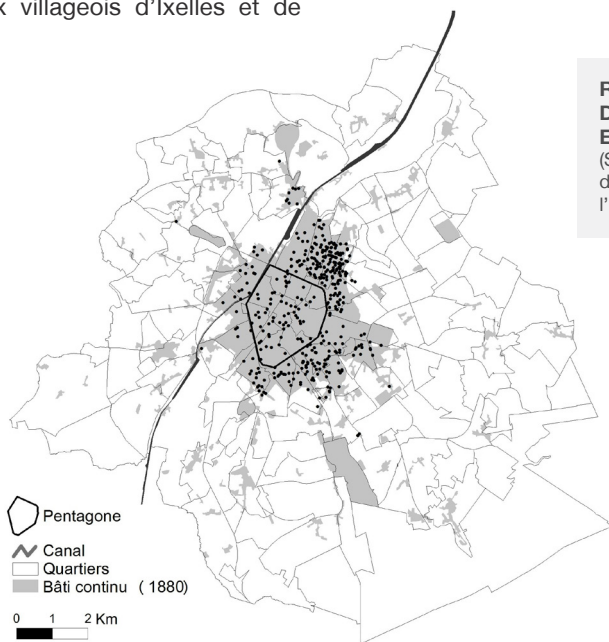 x villageois d'Ixelles et de
R
D
E
(S
d
l'
Pentagone
Canal
Quartiers
Bâti continu ( 1880)
0 1 2 Km